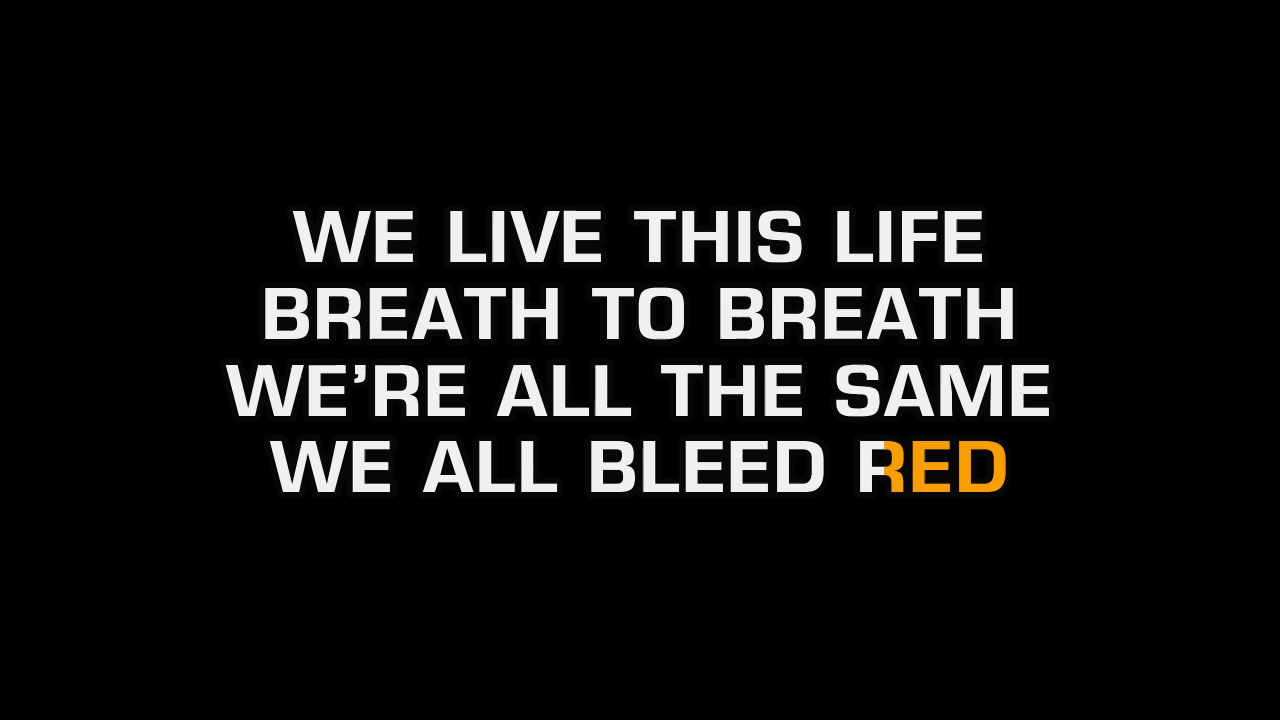 WE LIVE THIS LIFE
BREATH TO BREATH
WE’RE ALL THE SAME
WE ALL BLEED RED